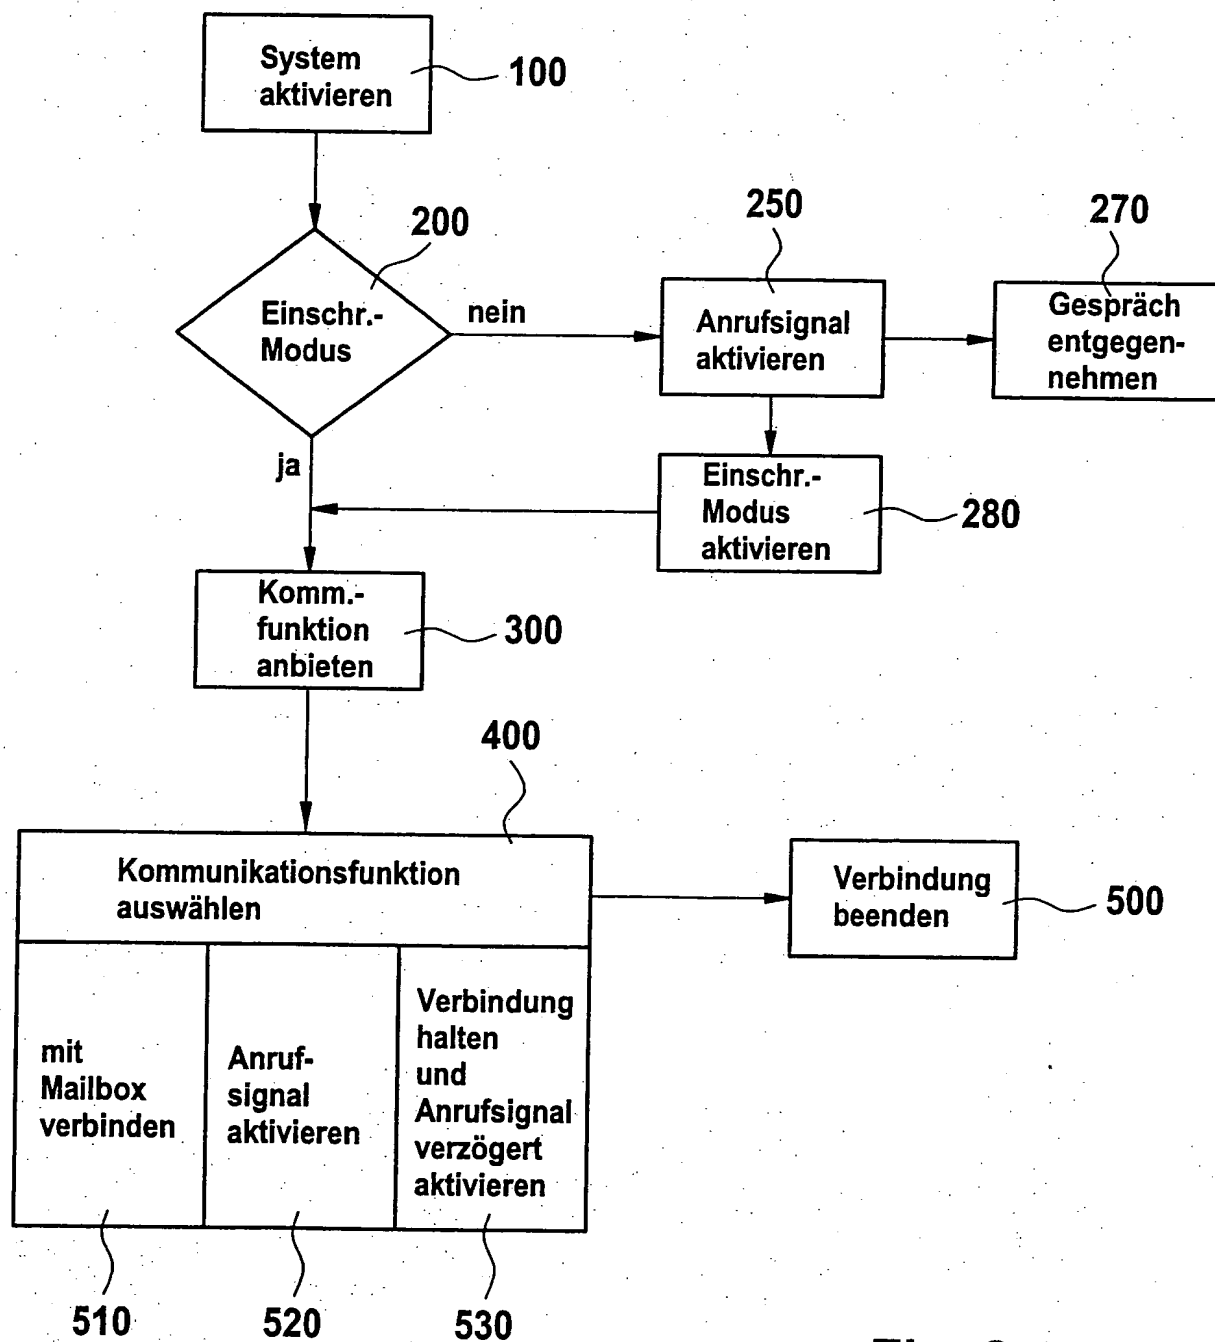 System
aktivieren
100
200
Einschr.-
Modus
nein
250
Anrufsignal
aktivieren
270
Gespräch
entgegen-
nehmen
ja
Einschr.-
Modus
aktivieren
280
Komm.-
funktion
anbieten
300
400
Kommunikationsfunktion
auswählen
Verbindung
beenden
500
mit
Mailbox
verbinden
Anruf-
signal
aktivieren
Verbindung
halten
und
Anrufsignal
verzögert
aktivieren
510
520
530